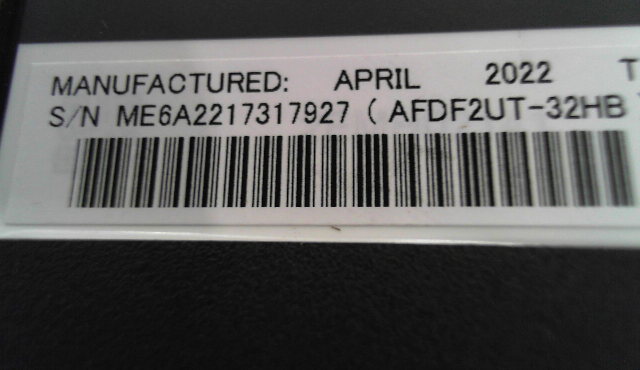 MANUFACTURED: APRIL 2022 T
S/N ME6A2217317927 ( AFDF2UT-32HB